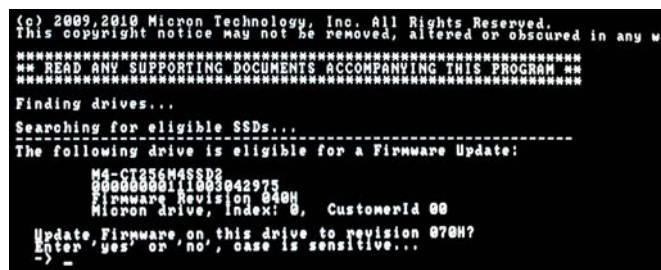 (c) 2009,2010 Micron Technology, Inc. All Rights Reserved.
This copyright notice may not be removed, altered or obscured in any w
****************************************************************
** READ ANY SUPPORTING DOCUMENTS ACCOMPANYING THIS PROGRAM **
****************************************************************
Finding drives...
Searching for eligible SSDs...
----------------------------------------------------------------
The following drive is eligible for a Firmware Update:
M4-CT256M4SSD2
0000000111003042975
Firmware Revision 040H
Micron drive, Index: 0, CustomerId 00
Update Firmware on this drive to revision 070H?
Enter 'yes' or 'no', case is sensitive...
-> _